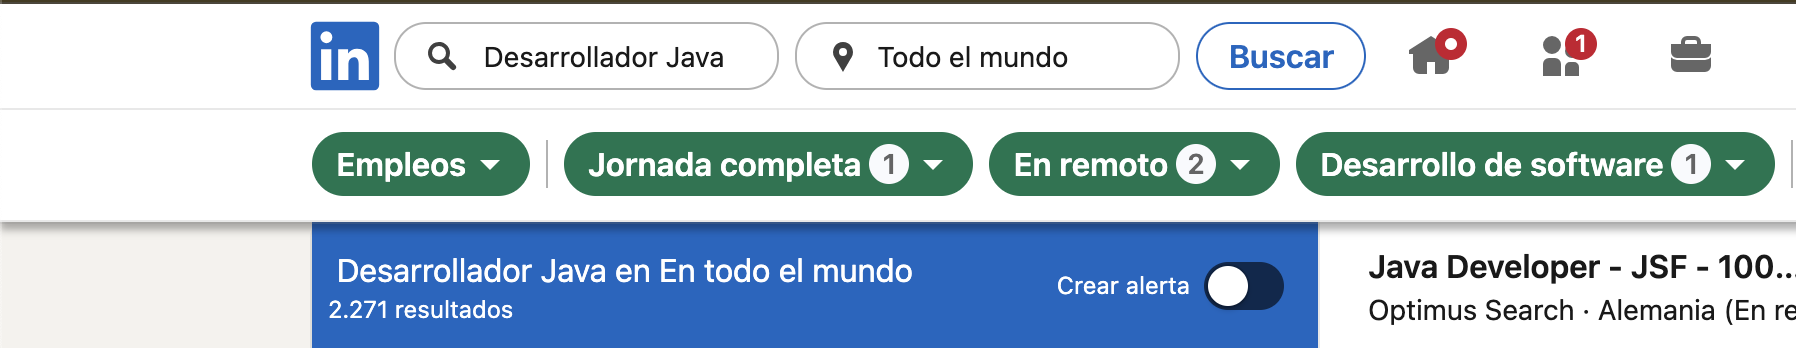 in Desarrollador Java Todo el mundo Buscar 1
Empleos Jornada completa 1 En remoto 2 Desarrollo de software 1
Desarrollador Java en En todo el mundo
2.271 resultados
Crear alerta
Java Developer - JSF - 100...
Optimus Search · Alemania (En re